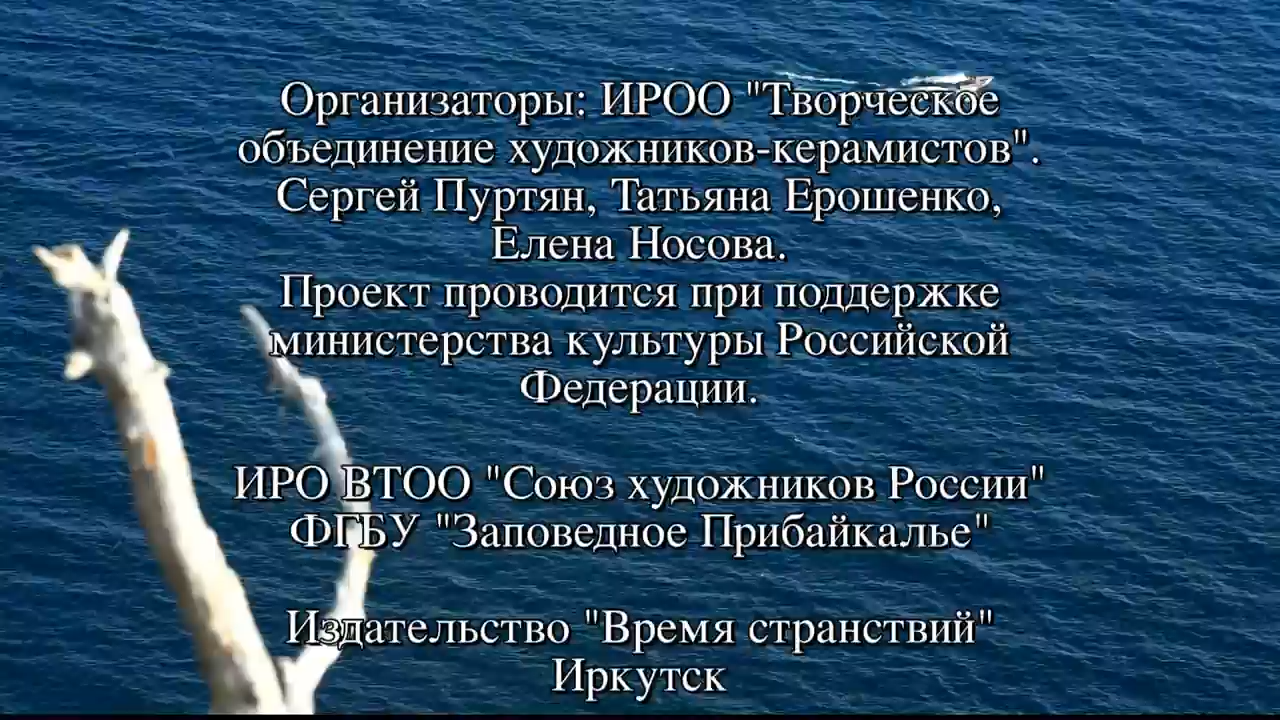 Организаторы: ИРОО "Творческое
объединение художников-керамистов".
Сергей Пуртян, Татьяна Ерошенко,
Елена Носова.
Проект проводится при поддержке
министерства культуры Российской
Федерации.
ИРО ВТОО "Союз художников России"
ФГБУ "Заповедное Прибайкалье"
Издательство "Время странствий"
Иркутск